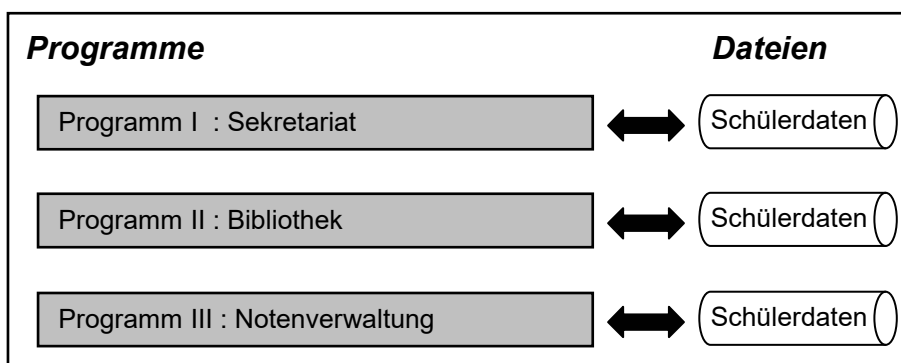 Programme Dateien
Programm I : Sekretariat Schülerdaten
Programm II : Bibliothek Schülerdaten
Programm III : Notenverwaltung Schülerdaten